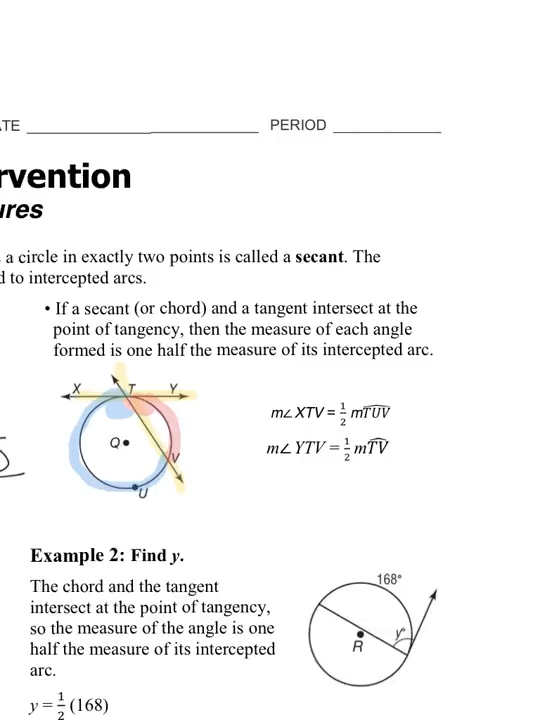 ATE ____________ PERIOD ____________
rvention
ures
a circle in exactly two points is called a secant. The
d to intercepted arcs.
• If a secant (or chord) and a tangent intersect at the
point of tangency, then the measure of each angle
formed is one half the measure of its intercepted arc.
X T Y
Q
V
U
m∠XTV = 1/2 mTUV
m∠YTV = 1/2 mTV
5
Example 2: Find y.
The chord and the tangent
intersect at the point of tangency,
so the measure of the angle is one
half the measure of its intercepted
arc.
y = 1/2 (168)
168°
y°
R